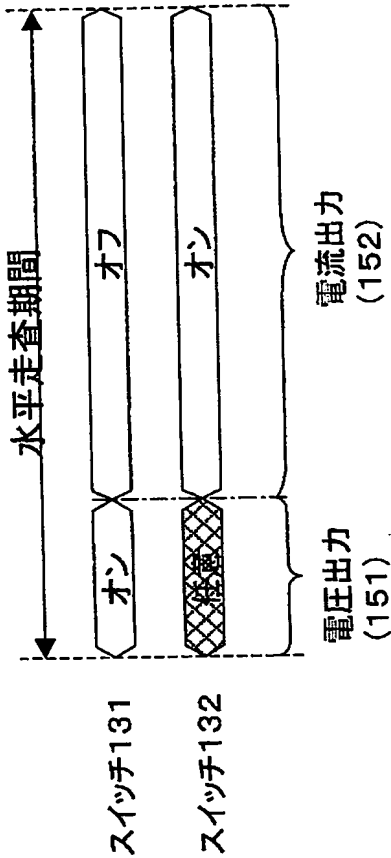 水平走査期間
スイッチ131
オン
オフ
スイッチ132
任意
オン
電圧出力
(151)
電流出力
(152)